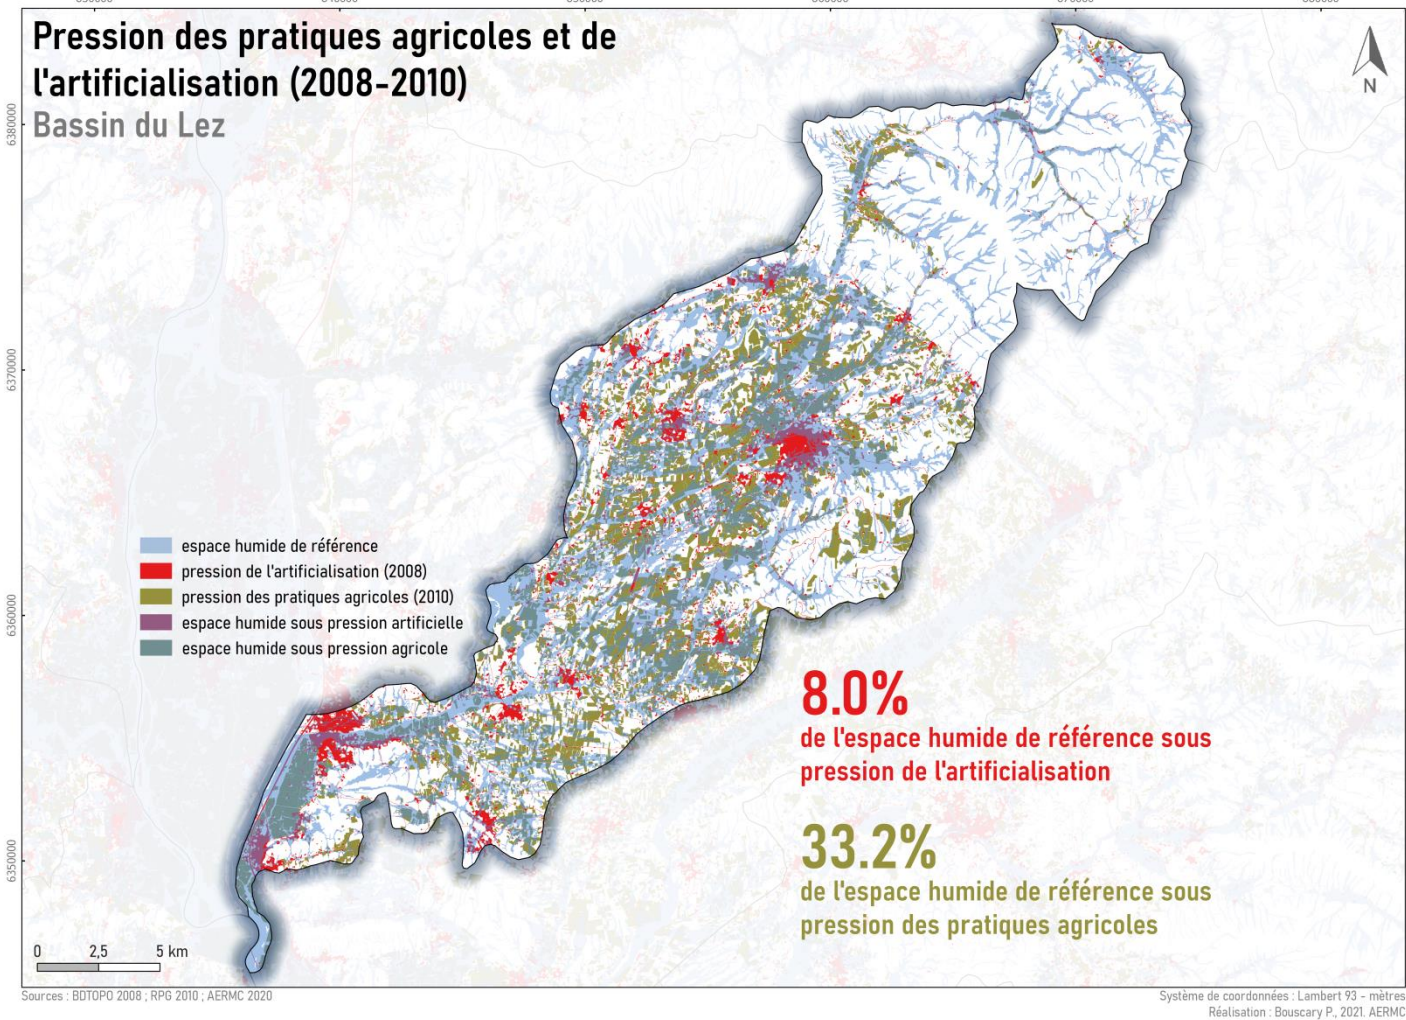 Pression des pratiques agricoles et de
l'artificialisation (2008-2010)
Bassin du Lez
N
6380000
6370000
6360000
6350000
espace humide de référence
pression de l'artificialisation (2008)
pression des pratiques agricoles (2010)
espace humide sous pression artificielle
espace humide sous pression agricole
8.0%
de l'espace humide de référence sous
pression de l'artificialisation
33.2%
de l'espace humide de référence sous
pression des pratiques agricoles
0 2,5 5 km
Sources : BDTOPO 2008 ; RPG 2010 ; AERMC 2020
Système de coordonnées : Lambert 93 - mètres
Réalisation : Bouscary P., 2021. AERMC